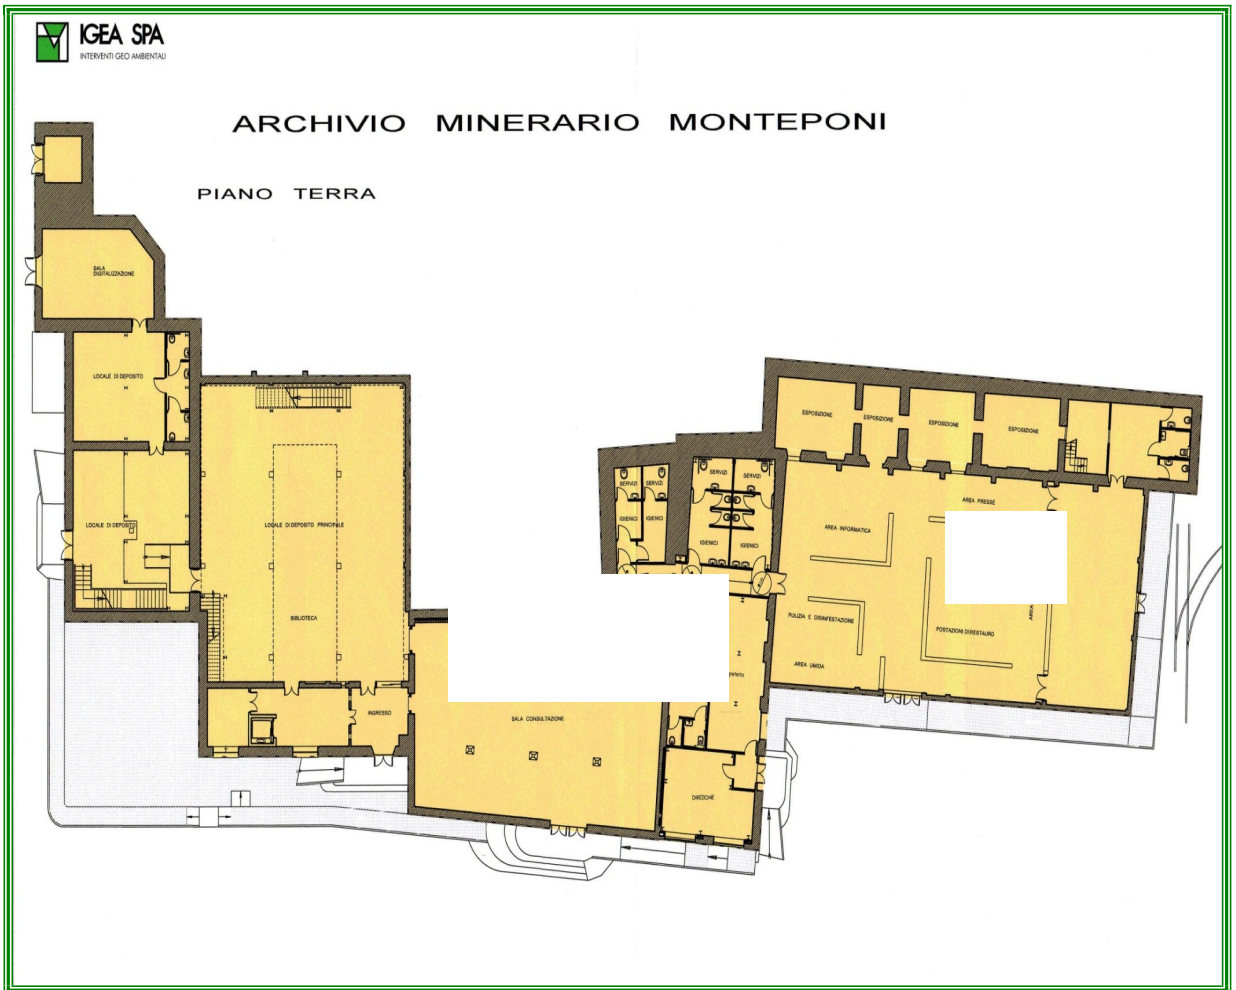 IGEA SPA
INTERVENTI GEO AMBIENTALI
ARCHIVIO MINERARIO MONTEPONI
PIANO TERRA
SALA
DIGITALIZZAZIONE
LOCALE DI DEPOSITO
LOCALE DI DEPOSITO
LOCALE DI DEPOSITO PRINCIPALE
BIBLIOTECA
INGRESSO
SALA CONSULTAZIONE
DIREZIONE
SERVIZI
SERVIZI
IGIENICI
IGIENICI
SERVIZI
SERVIZI
IGIENICI
IGIENICI
ESPOSIZIONE
ESPOSIZIONE
ESPOSIZIONE
ESPOSIZIONE
AREA PRESSE
AREA INFORMATICA
PULIZIA E DISINFESTAZIONE
POSTAZIONI DI RESTAURO
AREA UMIDA
AREA